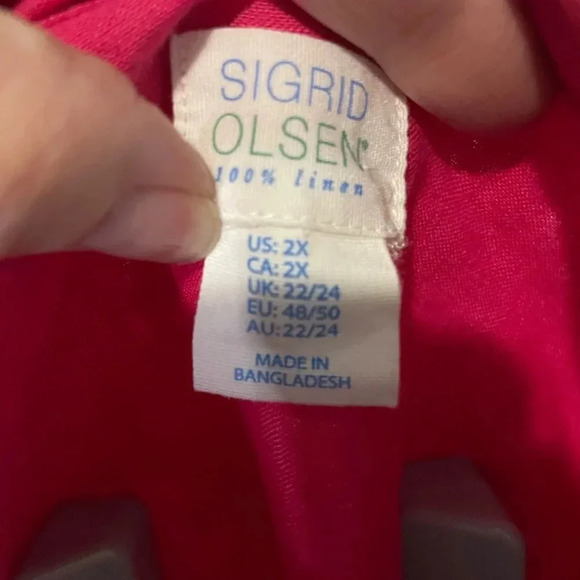 SIGRID
OLSEN®
100% linen
US: 2X
CA: 2X
UK: 22/24
EU: 48/50
AU: 22/24
MADE IN
BANGLADESH